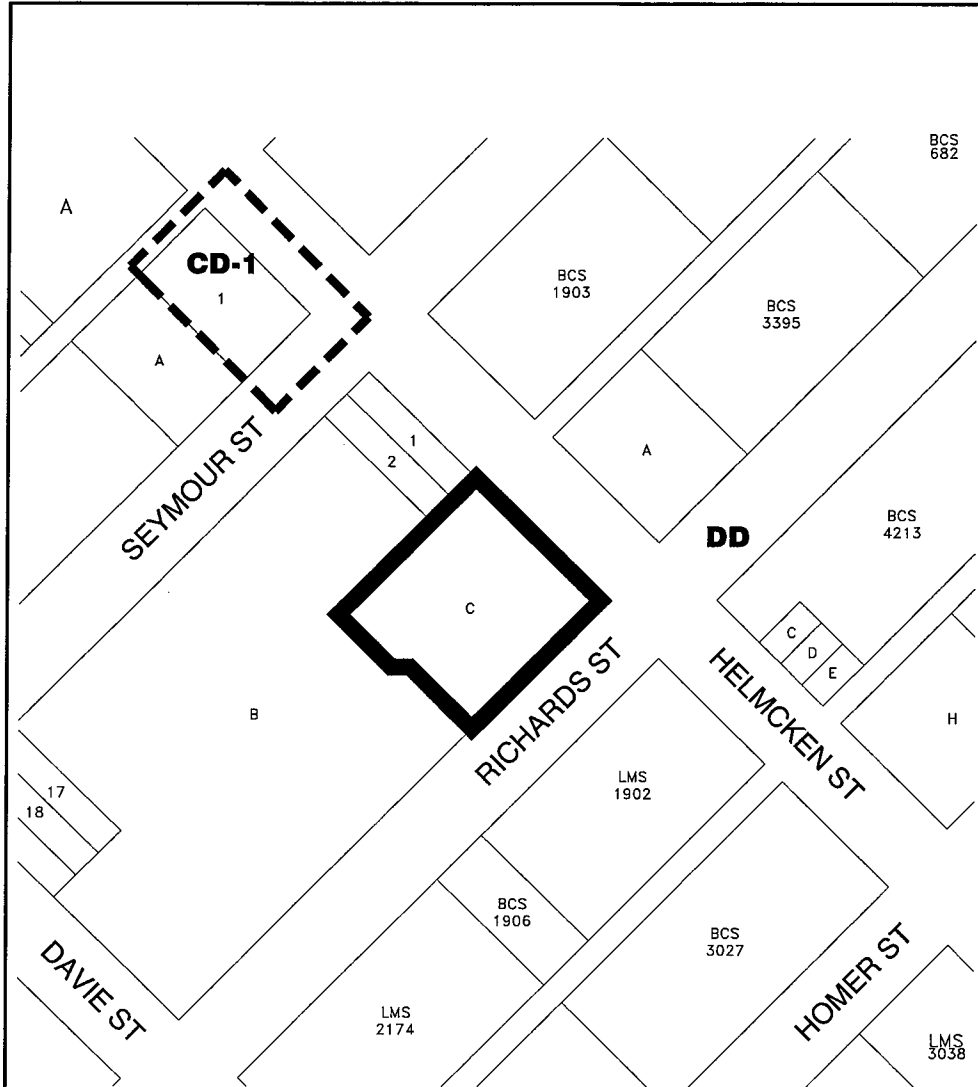 BCS
682
A
CD-1
1
BCS
1903
BCS
3395
A
1
2
A
SEYMOUR ST
DD
BCS
4213
C
C
D
E
RICHARDS ST
HELMCKEN ST
H
B
LMS
1902
17
18
BCS
1906
BCS
3027
DAVIE ST
HOMER ST
LMS
2174
LMS
3038